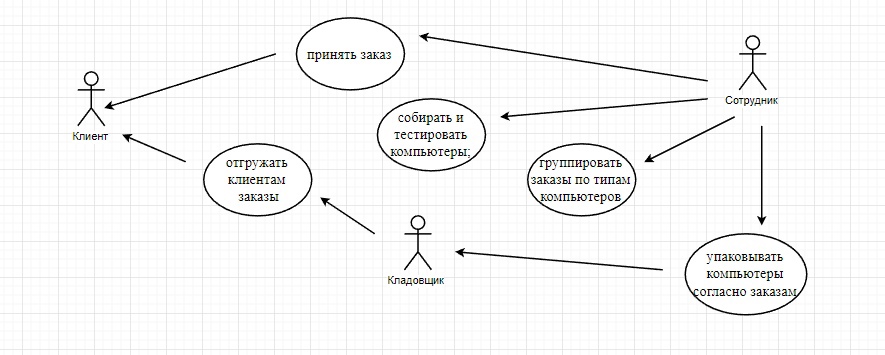 принять заказ
Сотрудник
Клиент
собирать и
тестировать
компьютеры;
отгружать
клиентам
заказы
группировать
заказы по типам
компьютеров
Кладовщик
упаковывать
компьютеры
согласно заказам